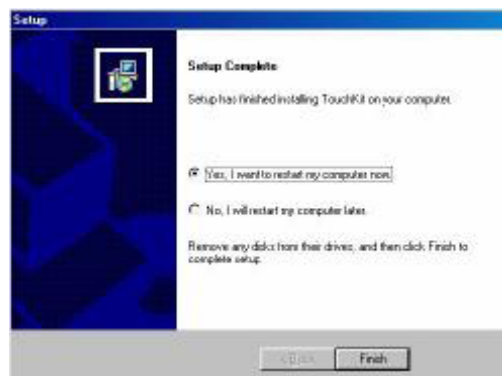 Setup
Setup Complete
Setup has finished installing TouchKit on your computer.
Yes, I want to restart my computer now.
No, I will restart my computer later.
Remove any disks from their drives, and then click Finish to
complete setup.
< Back
Finish